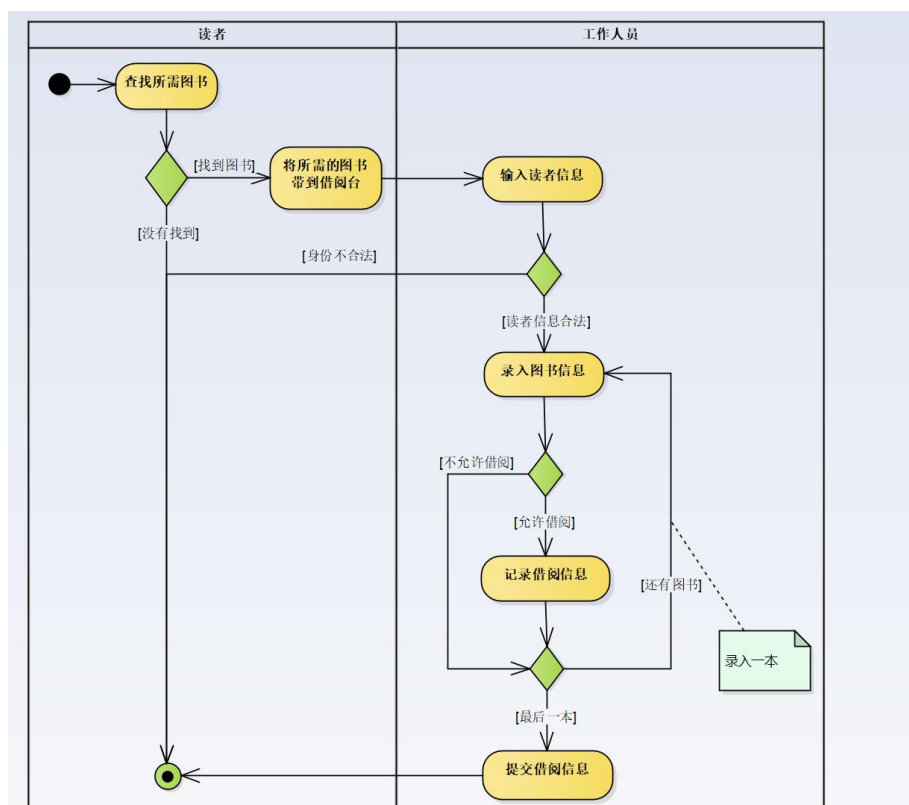 读者
工作人员
查找所需图书
[找到图书]
将所需的图书
带到借阅台
输入读者信息
[没有找到]
[身份不合法]
[读者信息合法]
录入图书信息
[不允许借阅]
[允许借阅]
记录借阅信息
[还有图书]
录入一本
[最后一本]
提交借阅信息